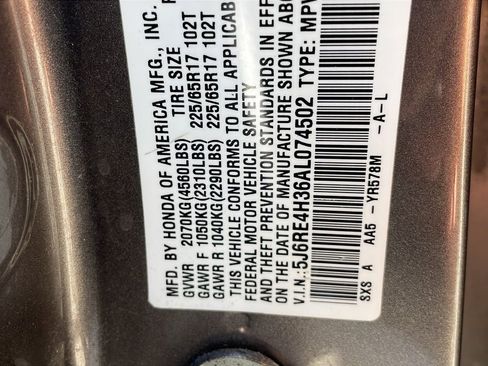 MFD. BY HONDA OF AMERICA MFG., INC.
TIRE SIZE
GVWR 2070KG(4560LBS)
GAWR F 1050KG(2310LBS) 225/65R17 102T
GAWR R 1040KG(2290LBS) 225/65R17 102T
THIS VEHICLE CONFORMS TO ALL APPLICAB
FEDERAL MOTOR VEHICLE SAFETY
AND THEFT PREVENTION STANDARDS IN EFF
ON THE DATE OF MANUFACTURE SHOWN ABO
V.I.N.:5J6RE4H36AL074502 TYPE: MPV
SXS A AA5 - YR578M -A-L